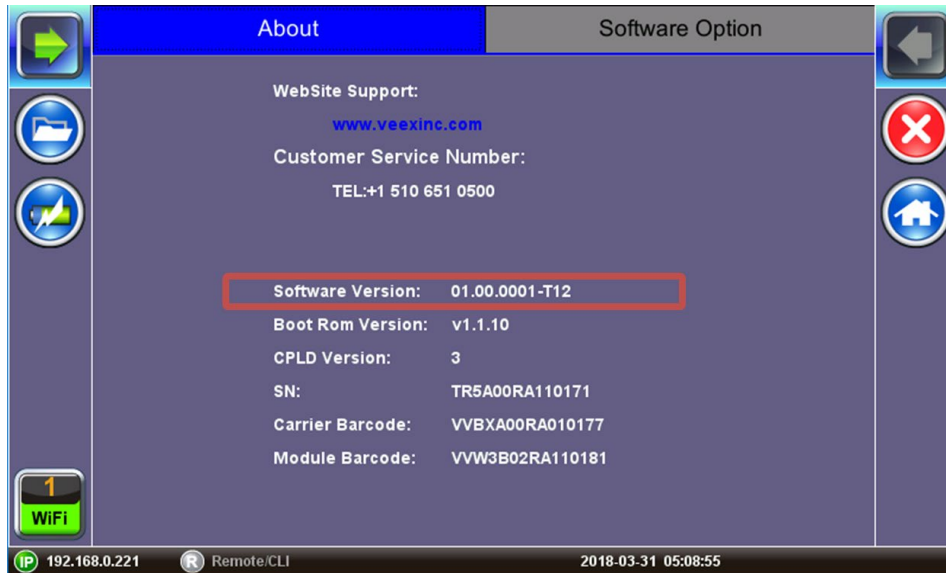 About
Software Option
WebSite Support:
www.veexinc.com
Customer Service Number:
TEL:+1 510 651 0500
Software Version: 01.00.0001-T12
Boot Rom Version: v1.1.10
CPLD Version: 3
SN: TR5A00RA110171
Carrier Barcode: VVBXA00RA010177
Module Barcode: VVW3B02RA110181
1
WiFi
IP 192.168.0.221 R Remote/CLI 2018-03-31 05:08:55